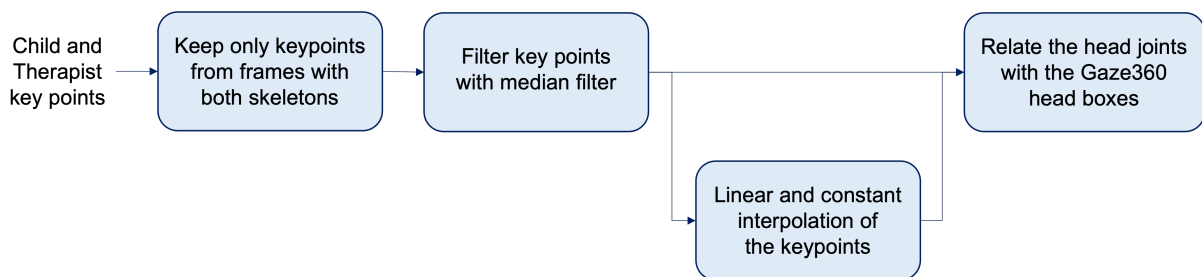 Child and
Therapist
key points
Keep only keypoints
from frames with
both skeletons
Filter key points
with median filter
Linear and constant
interpolation of
the keypoints
Relate the head joints
with the Gaze360
head boxes